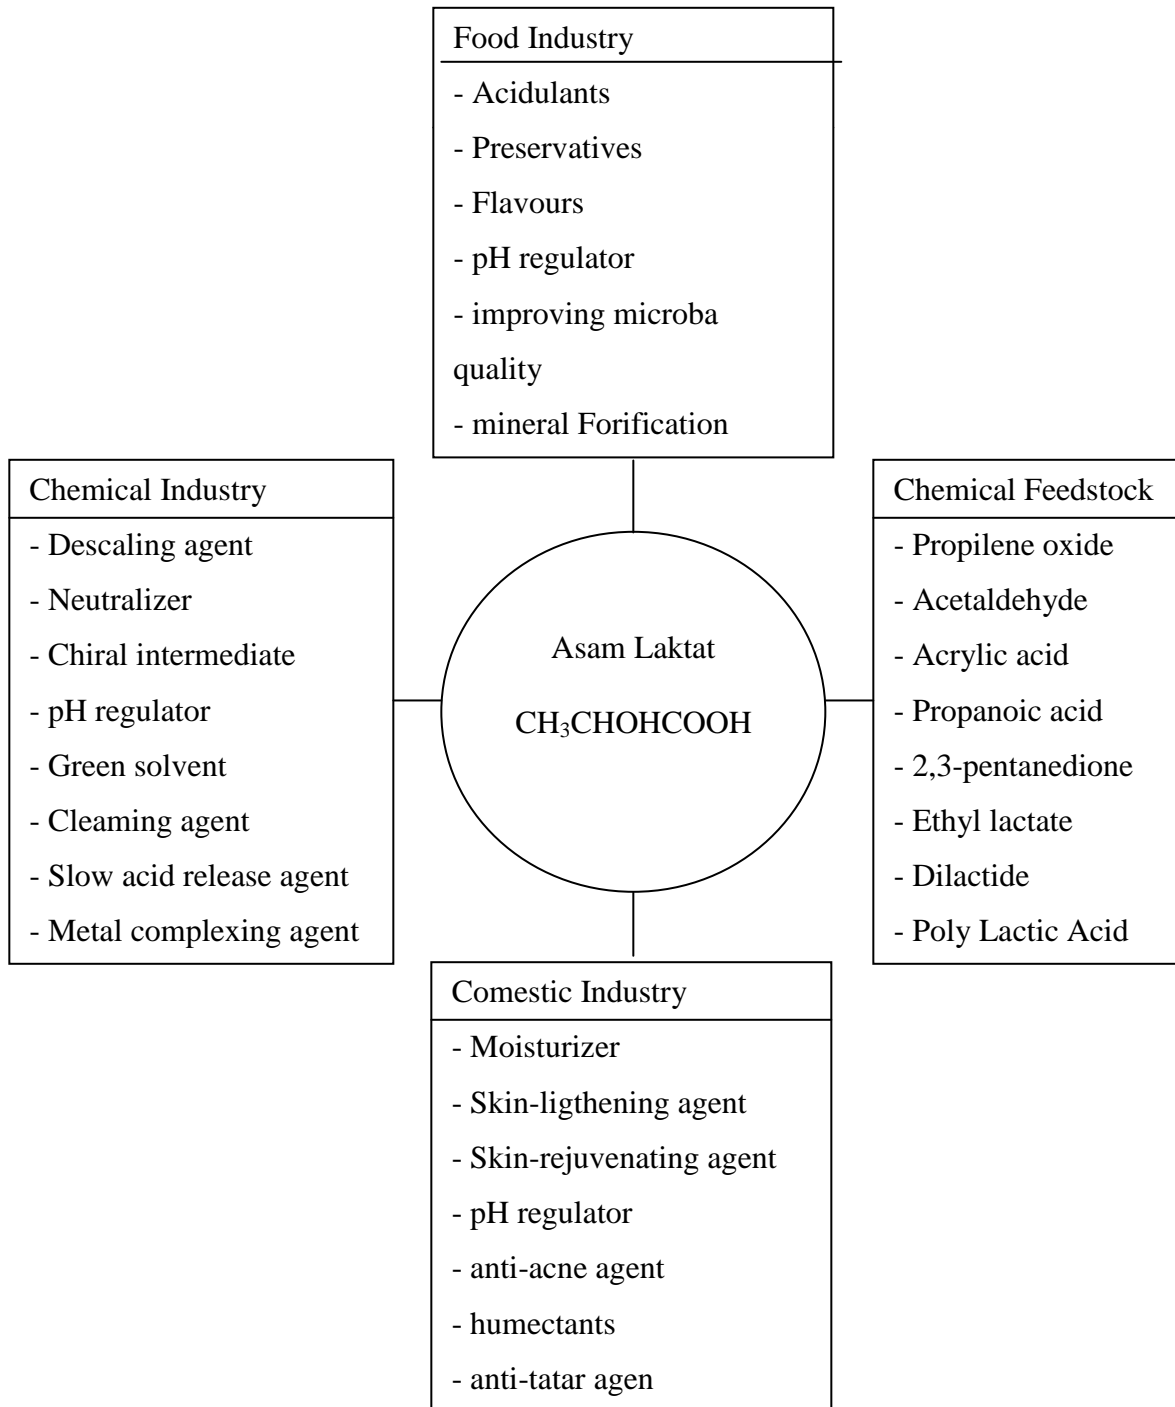 Food Industry
- Acidulants
- Preservatives
- Flavours
- pH regulator
- improving microba
quality
- mineral Forification
Chemical Industry
- Descaling agent
- Neutralizer
- Chiral intermediate
- pH regulator
- Green solvent
- Cleaming agent
- Slow acid release agent
- Metal complexing agent
Asam Laktat
CH₃CHOHCOOH
Chemical Feedstock
- Propilene oxide
- Acetaldehyde
- Acrylic acid
- Propanoic acid
- 2,3-pentanedione
- Ethyl lactate
- Dilactide
- Poly Lactic Acid
Comestic Industry
- Moisturizer
- Skin-ligthening agent
- Skin-rejuvenating agent
- pH regulator
- anti-acne agent
- humectants
- anti-tatar agen